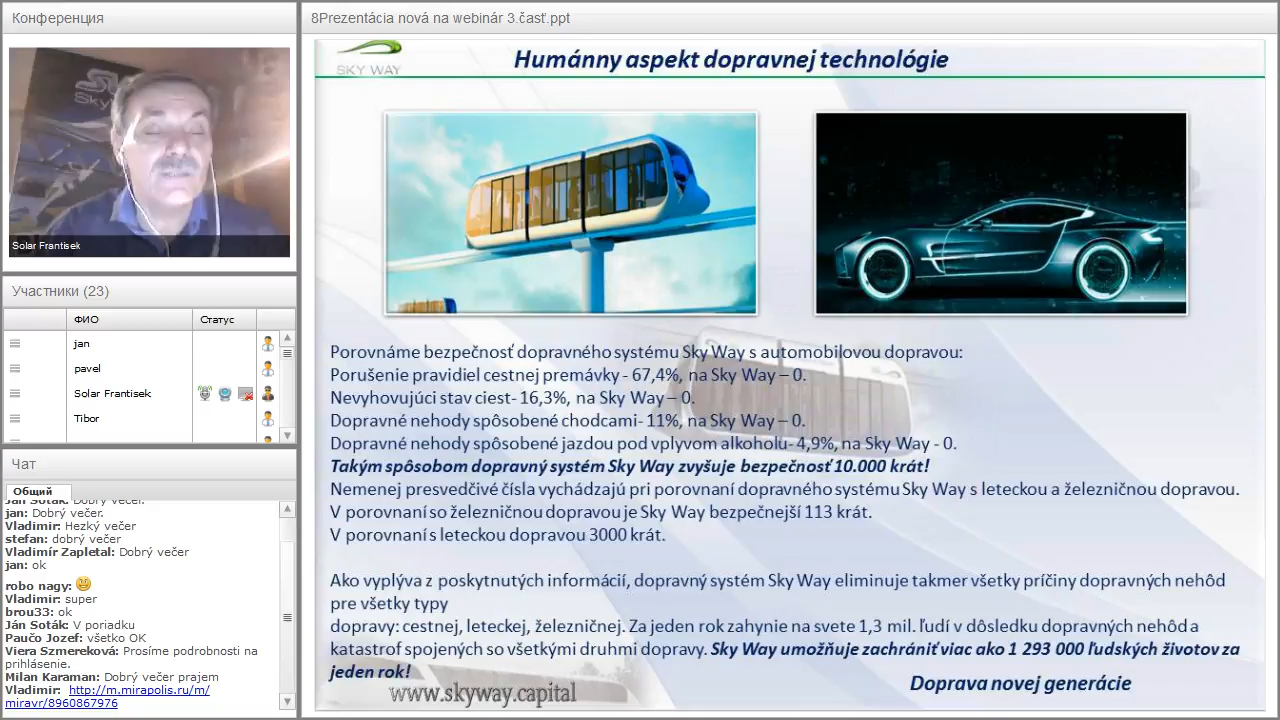 Конференция
Sky
Solar Frantisek
Участники (23)
ФИО
Статус
jan
pavel
Solar Frantisek
Tibor
Чат
Общий
Ján Soták: Dobrý večer.
jan: Dobrý večer.
Vladimir: Hezký večer
stefan: dobrý večer
Vladimír Zapletal: Dobrý večer
jan: ok
robo nagy:
Vladimir: super
brou33: ok
Ján Soták: V poriadku
Paučo Jozef: všetko OK
Viera Szmereková: Prosíme podrobnosti na
prihlásenie.
Milan Karaman: Dobrý večer prajem
Vladimir: http://m.mirapolis.ru/m/
miravr/8960867976
8Prezentácia nová na webinár 3.časť.ppt
SKY WAY
Humánny aspekt dopravnej technológie
Porovnáme bezpečnosť dopravného systému Sky Way s automobilovou dopravou:
Porušenie pravidiel cestnej premávky - 67,4%, na Sky Way – 0.
Nevyhovujúci stav ciest- 16,3%, na Sky Way – 0.
Dopravné nehody spôsobené chodcami- 11%, na Sky Way – 0.
Dopravné nehody spôsobené jazdou pod vplyvom alkoholu- 4,9%, na Sky Way - 0.
Takým spôsobom dopravný systém Sky Way zvyšuje bezpečnosť 10.000 krát!
Nemenej presvedčivé čísla vychádzajú pri porovnaní dopravného systému Sky Way s leteckou a železničnou dopravou.
V porovnaní so železničnou dopravou je Sky Way bezpečnejší 113 krát.
V porovnaní s leteckou dopravou 3000 krát.
Ako vyplýva z poskytnutých informácií, dopravný systém Sky Way eliminuje takmer všetky príčiny dopravných nehôd
pre všetky typy
dopravy: cestnej, leteckej, železničnej. Za jeden rok zahynie na svete 1,3 mil. ľudí v dôsledku dopravných nehôd a
katastrof spojených so všetkými druhmi dopravy. Sky Way umožňuje zachrániť viac ako 1 293 000 ľudských životov za
jeden rok!
www.skyway.capital
Doprava novej generácie